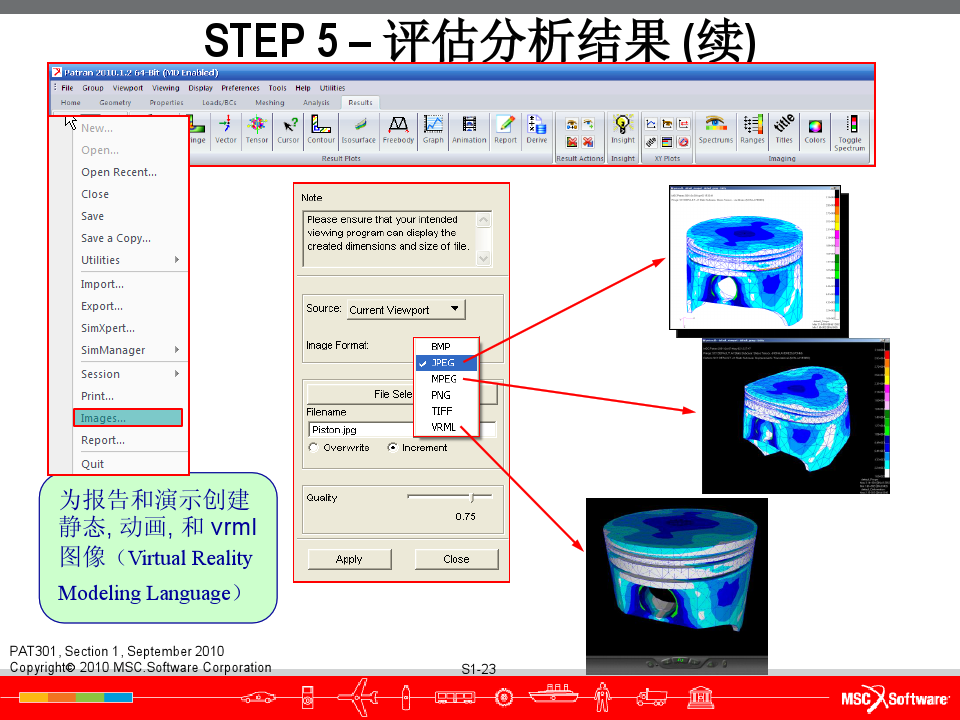 STEP 5 – 评估分析结果 (续)
Patran 2010.1.2 64-Bit (MD Enabled)
File Group Viewport Viewing Display Preferences Tools Help Utilities
Home Geometry Properties Loads/BCs Meshing Analysis Results
Vector Tensor Cursor Contour Isosurface Freebody Graph Animation Report Derive Insight Spectrums Ranges Titles Colors Toggle Spectrum
Result Plots Result Actions Insight XY Plots Imaging
titles
New...
Open...
Open Recent...
Close
Save
Save a Copy...
Utilities
Import...
Export...
SimXpert...
SimManager
Session
Print...
Images...
Report...
Quit
Note
Please ensure that your intended
viewing program can display the
created dimensions and size of file.
Source: Current Viewport
Image Format:
BMP
JPEG
MPEG
PNG
TIFF
VRML
File Sele
Filename
Piston.jpg
Overwrite Increment
Quality
0.75
Apply Close
为报告和演示创建
静态, 动画, 和 vrml
图像（Virtual Reality
Modeling Language）
PAT301, Section 1, September 2010
Copyright© 2010 MSC.Software Corporation
S1-23
MSC Software